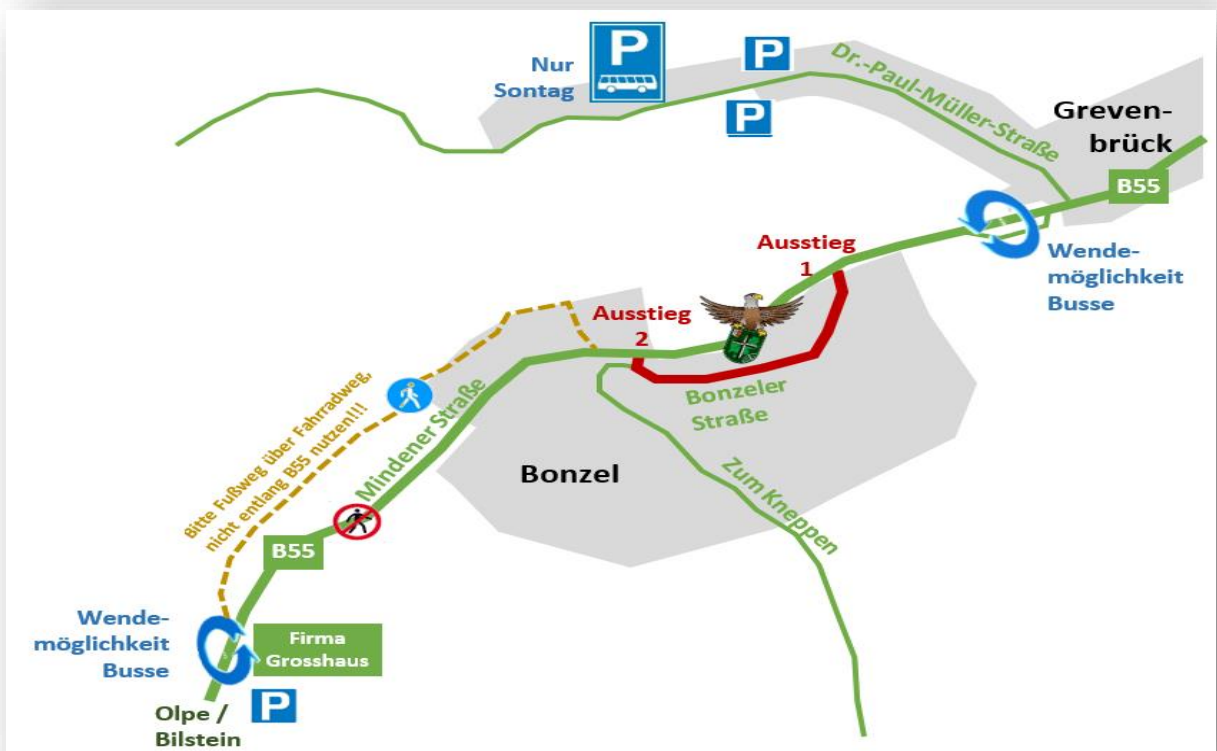 P
Nur
Sontag
P
P
Dr.-Paul-Müller-Straße
Greven-
brück
B55
Ausstieg
1
Wende-
möglichkeit
Busse
Ausstieg
2
Bonzeler
Straße
Bitte Fußweg über Fahrradweg,
nicht entlang B55 nutzen!!!
Mindener Straße
Bonzel
Zum Kneppen
B55
Wende-
möglichkeit
Busse
Firma
Grosshaus
P
Olpe /
Bilstein